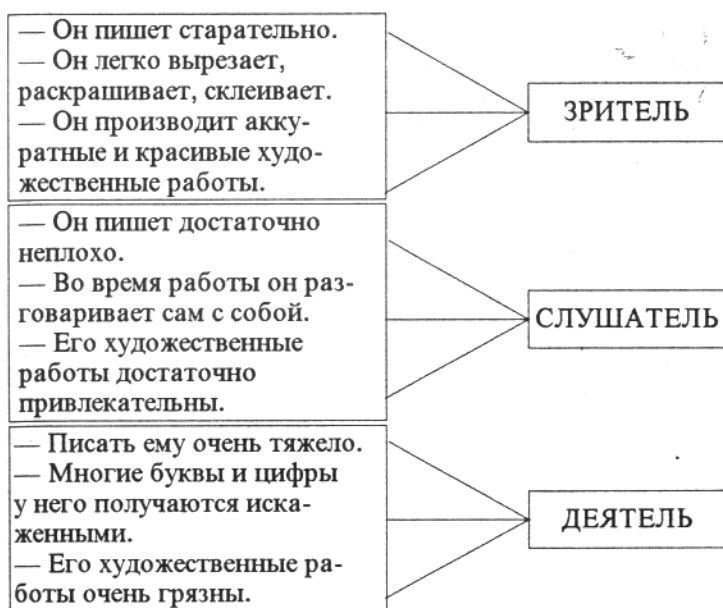 — Он пишет старательно.
— Он легко вырезает,
раскрашивает, склеивает.
— Он производит акку-
ратные и красивые худо-
жественные работы.
ЗРИТЕЛЬ
— Он пишет достаточно
неплохо.
— Во время работы он раз-
говаривает сам с собой.
— Его художественные
работы достаточно
привлекательны.
СЛУШАТЕЛЬ
— Писать ему очень тяжело.
— Многие буквы и цифры
у него получаются иска-
женными.
— Его художественные ра-
боты очень грязны.
ДЕЯТЕЛЬ